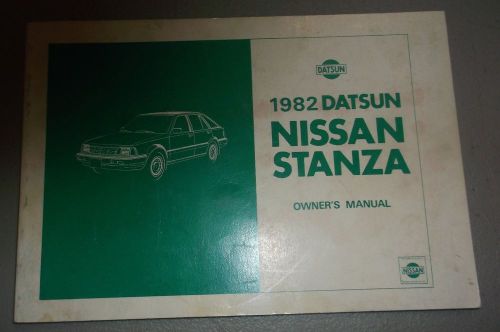 DATSUN
1982 DATSUN
NISSAN
STANZA
OWNER'S MANUAL
NISSAN